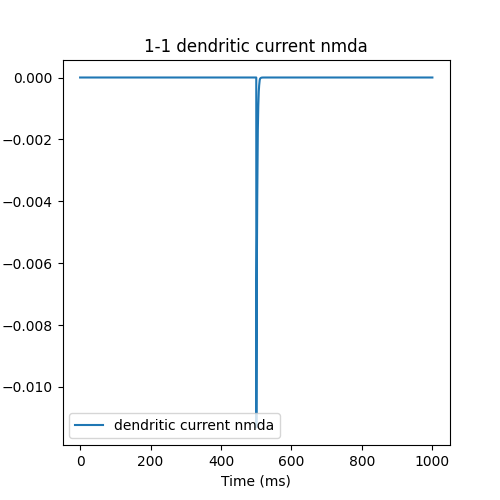 1-1 dendritic current nmda
0.000
−0.002
−0.004
−0.006
−0.008
−0.010
dendritic current nmda
0 200 400 600 800 1000
Time (ms)